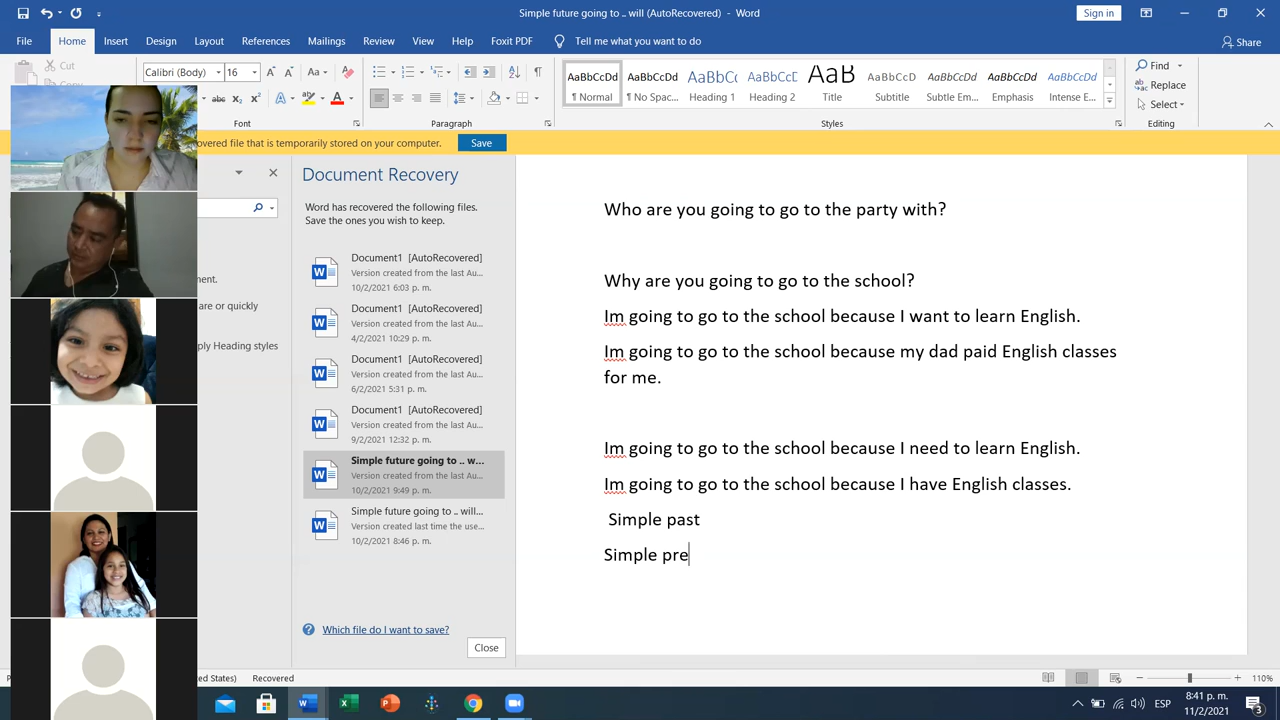 Simple future going to .. will (AutoRecovered) - Word
Sign in
File Home Insert Design Layout References Mailings Review View Help Foxit PDF Tell me what you want to do Share
Cut
Copy
Calibri (Body) 16
Aa
abc x₂ x²
AaBbCcDd AaBbCcDd AaBbC AaBbCcD AaB AaBbCcDd AaBbCcDd AaBbCcDd AaBbCcDd
¶ Normal ¶ No Spac... Heading 1 Heading 2 Title Subtitle Subtle Em... Emphasis Intense E...
Find
Replace
Select
Font Paragraph Styles Editing
overed file that is temporarily stored on your computer. Save
ment.
are or quickly
ply Heading styles
Document Recovery
Word has recovered the following files.
Save the ones you wish to keep.
Document1 [AutoRecovered]
Version created from the last Au...
10/2/2021 6:03 p. m.
Document1 [AutoRecovered]
Version created from the last Au...
4/2/2021 10:29 p. m.
Document1 [AutoRecovered]
Version created from the last Au...
6/2/2021 5:31 p. m.
Document1 [AutoRecovered]
Version created from the last Au...
9/2/2021 12:32 p. m.
Simple future going to .. w...
Version created from the last Au...
10/2/2021 9:49 p. m.
Simple future going to .. will...
Version created last time the use...
10/2/2021 8:46 p. m.
Which file do I want to save?
Close
Who are you going to go to the party with?
Why are you going to go to the school?
Im going to go to the school because I want to learn English.
Im going to go to the school because my dad paid English classes
for me.
Im going to go to the school because I need to learn English.
Im going to go to the school because I have English classes.
Simple past
Simple pre
ted States) Recovered 110%
ESP
8:41 p. m.
11/2/2021
3